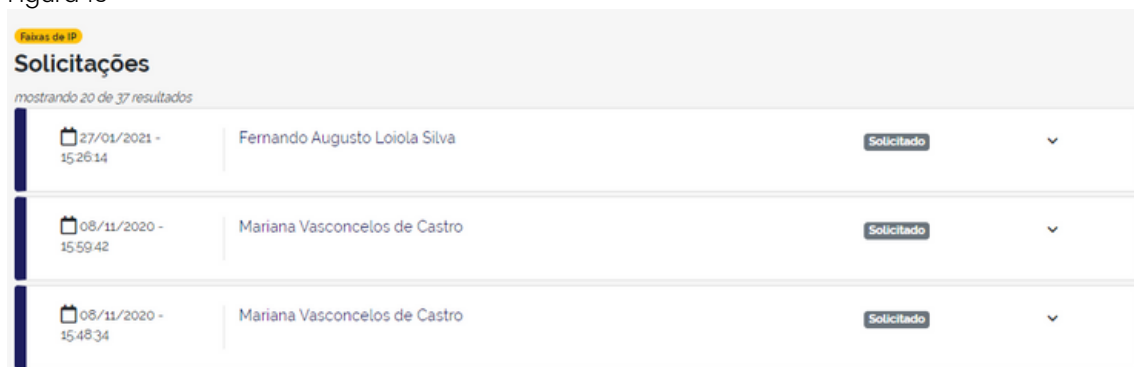 Faixas de IP
Solicitações
mostrando 20 de 37 resultados
27/01/2021 -
15:26:14
Fernando Augusto Loiola Silva
Solicitado
08/11/2020 -
15:59:42
Mariana Vasconcelos de Castro
Solicitado
08/11/2020 -
15:48:34
Mariana Vasconcelos de Castro
Solicitado